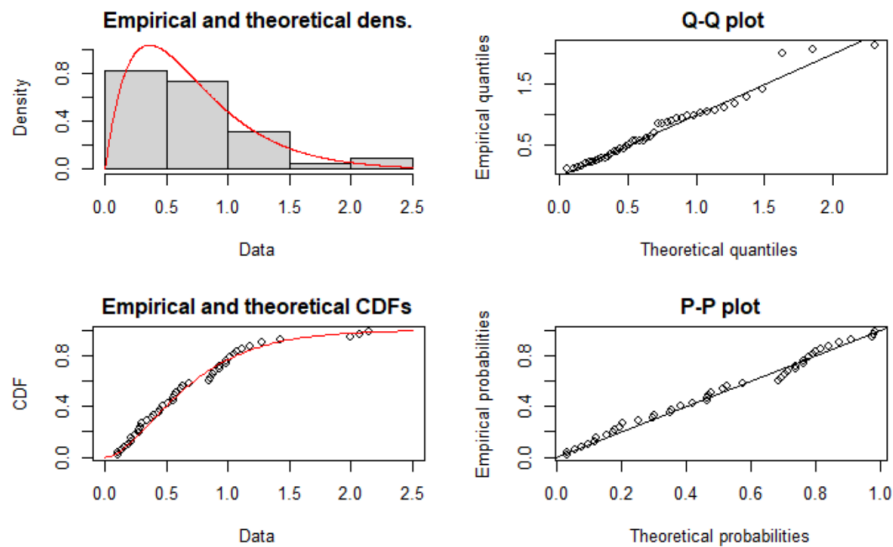 Empirical and theoretical dens.
Density
0.0 0.4 0.8
0.0 0.5 1.0 1.5 2.0 2.5
Data
Q-Q plot
Empirical quantiles
0.5 1.5
0.0 0.5 1.0 1.5 2.0
Theoretical quantiles
Empirical and theoretical CDFs
CDF
0.0 0.4 0.8
0.0 0.5 1.0 1.5 2.0 2.5
Data
P-P plot
Empirical probabilities
0.0 0.4 0.8
0.0 0.2 0.4 0.6 0.8 1.0
Theoretical probabilities